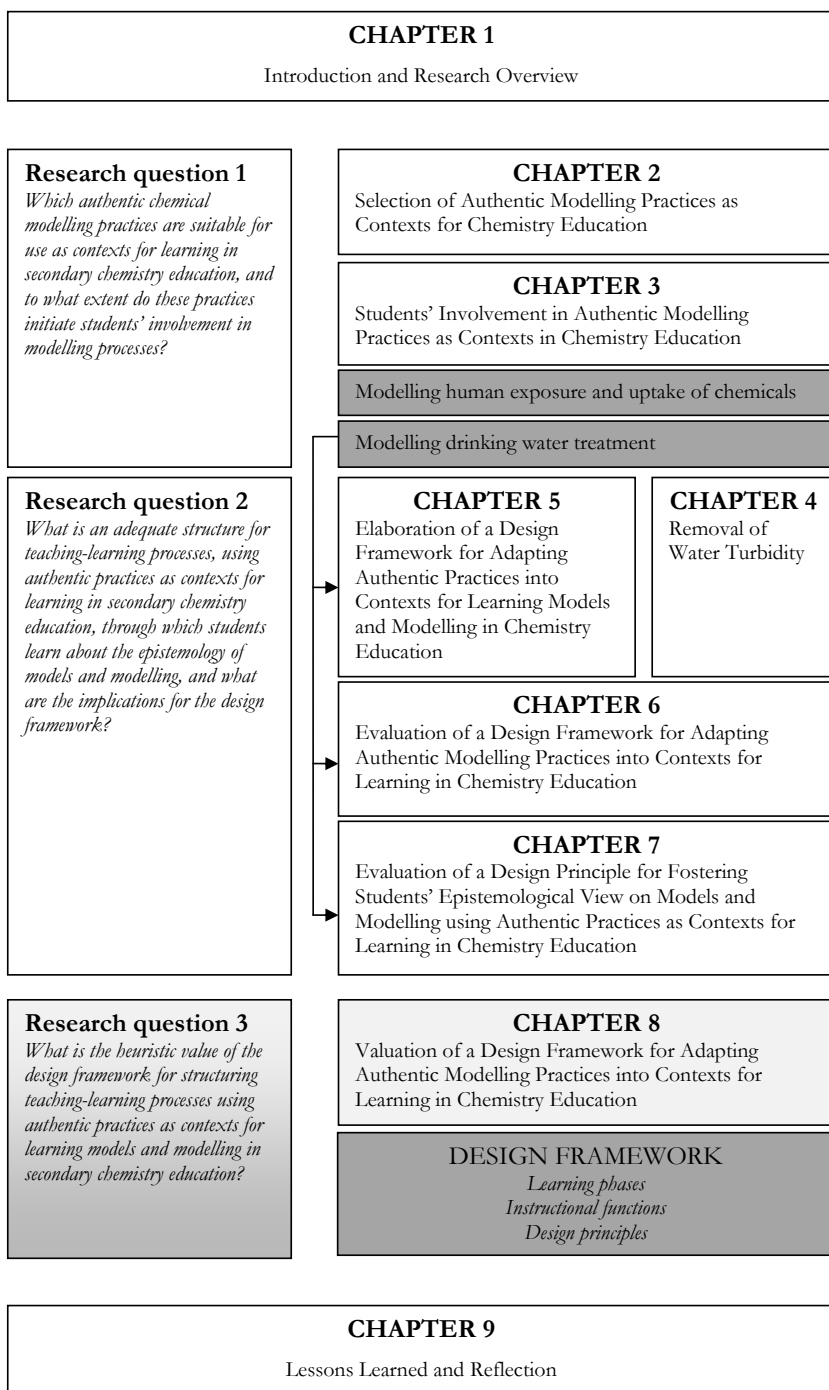 CHAPTER 1
Introduction and Research Overview
Research question 1
Which authentic chemical
modelling practices are suitable for
use as contexts for learning in
secondary chemistry education, and
to what extent do these practices
initiate students' involvement in
modelling processes?
CHAPTER 2
Selection of Authentic Modelling Practices as
Contexts for Chemistry Education
CHAPTER 3
Students' Involvement in Authentic Modelling
Practices as Contexts in Chemistry Education
Modelling human exposure and uptake of chemicals
Modelling drinking water treatment
Research question 2
What is an adequate structure for
teaching-learning processes, using
authentic practices as contexts for
learning in secondary chemistry
education, through which students
learn about the epistemology of
models and modelling, and what
are the implications for the design
framework?
CHAPTER 5
Elaboration of a Design
Framework for Adapting
Authentic Practices into
Contexts for Learning Models
and Modelling in Chemistry
Education
CHAPTER 4
Removal of
Water Turbidity
CHAPTER 6
Evaluation of a Design Framework for Adapting
Authentic Modelling Practices into Contexts for
Learning in Chemistry Education
CHAPTER 7
Evaluation of a Design Principle for Fostering
Students' Epistemological View on Models and
Modelling using Authentic Practices as Contexts for
Learning in Chemistry Education
Research question 3
What is the heuristic value of the
design framework for structuring
teaching-learning processes using
authentic practices as contexts for
learning models and modelling in
secondary chemistry education?
CHAPTER 8
Valuation of a Design Framework for Adapting
Authentic Modelling Practices into Contexts for
Learning in Chemistry Education
DESIGN FRAMEWORK
Learning phases
Instructional functions
Design principles
CHAPTER 9
Lessons Learned and Reflection